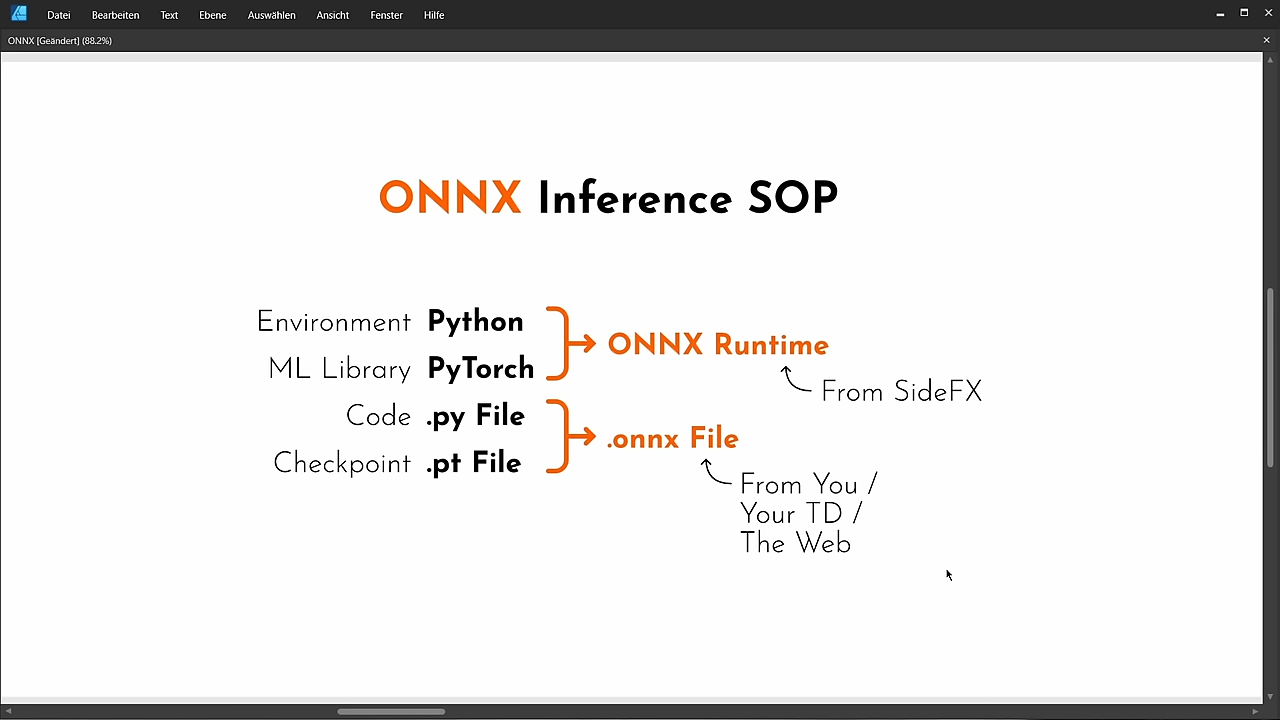 Datei Bearbeiten Text Ebene Auswählen Ansicht Fenster Hilfe
ONNX [Geändert] (88.2%)
ONNX Inference SOP
Environment Python
ML Library PyTorch
ONNX Runtime
From SideFX
Code .py File
Checkpoint .pt File
.onnx File
From You /
Your TD /
The Web